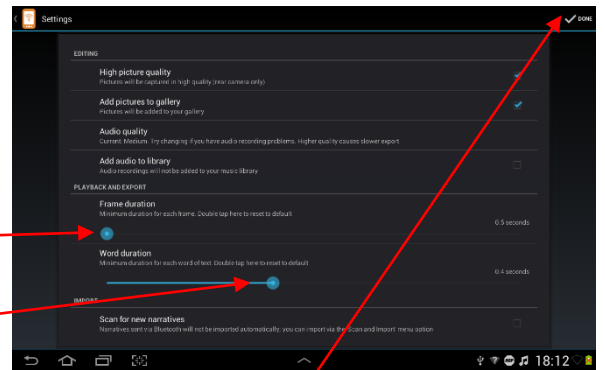 Settings
DONE
EDITING
High picture quality
Pictures will be captured in high quality (rear camera only)
Add pictures to gallery
Pictures will be added to your gallery
Audio quality
Current: Medium. Try changing if you have audio recording problems. Higher quality causes slower export
Add audio to library
Audio recordings will not be added to your music library
PLAYBACK AND EXPORT
Frame duration
Minimum duration for each frame. Double tap here to reset to default
0.5 seconds
Word duration
Minimum duration for each word of text. Double tap here to reset to default
0.4 seconds
IMPORT
Scan for new narratives
Narratives sent via Bluetooth will not be imported automatically; you can import via the 'Scan and Import' menu option
18:12